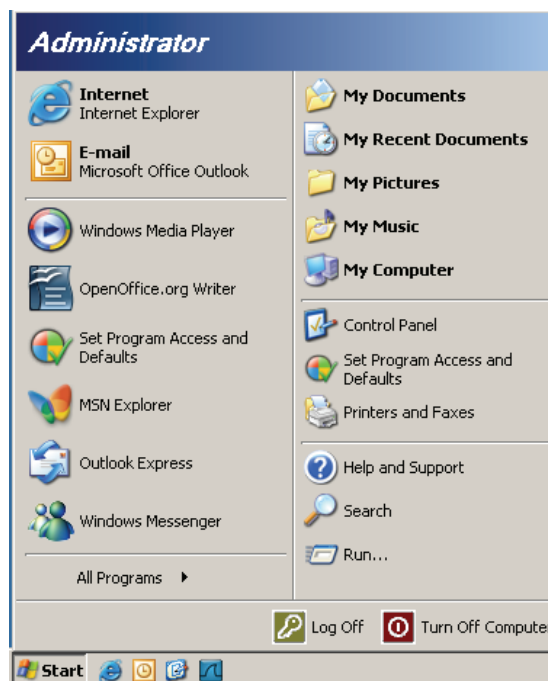 Administrator
Internet
Internet Explorer
E-mail
Microsoft Office Outlook
Windows Media Player
OpenOffice.org Writer
Set Program Access and
Defaults
MSN Explorer
Outlook Express
Windows Messenger
All Programs
My Documents
My Recent Documents
My Pictures
My Music
My Computer
Control Panel
Set Program Access and
Defaults
Printers and Faxes
Help and Support
Search
Run...
Log Off
Turn Off Compute
Start